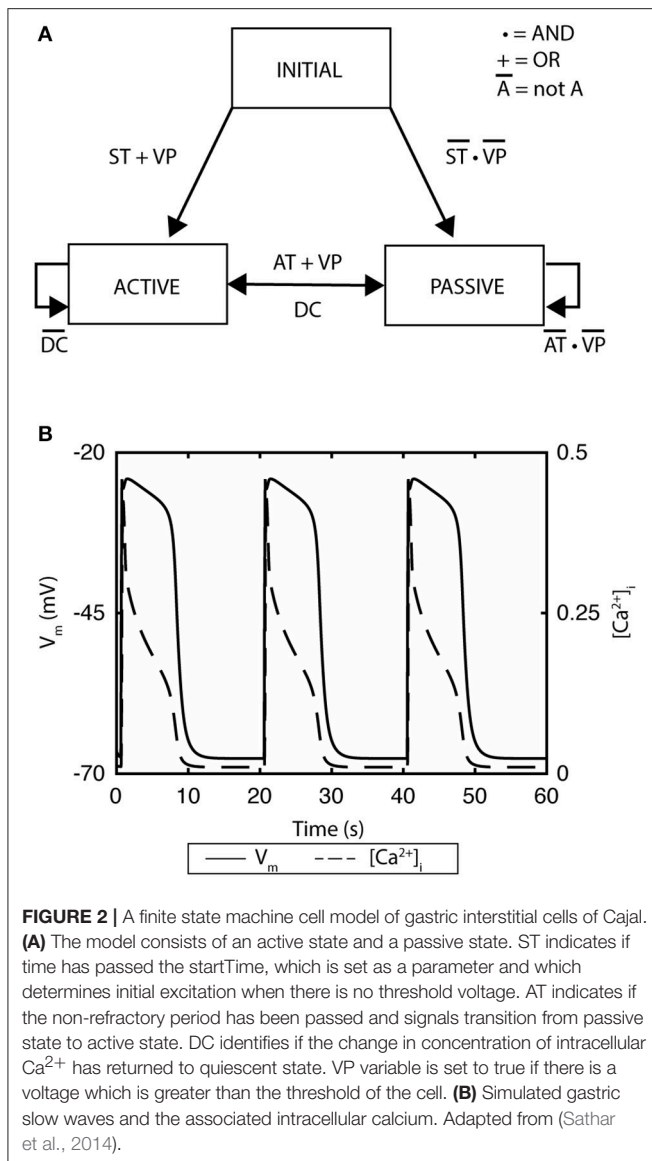 A
• = AND
+ = OR
A̅ = not A
INITIAL
ST + VP
S̅T̅ • V̅P̅
ACTIVE
AT + VP
DC
PASSIVE
D̅C̅
A̅T̅ • V̅P̅
B
-20
-45
-70
V_m (mV)
0.5
0.25
0
[Ca²⁺]_i
0 10 20 30 40 50 60
Time (s)
V_m [Ca²⁺]_i
FIGURE 2 | A finite state machine cell model of gastric interstitial cells of Cajal.
(A) The model consists of an active state and a passive state. ST indicates if
time has passed the startTime, which is set as a parameter and which
determines initial excitation when there is no threshold voltage. AT indicates if
the non-refractory period has been passed and signals transition from passive
state to active state. DC identifies if the change in concentration of intracellular
Ca²⁺ has returned to quiescent state. VP variable is set to true if there is a
voltage which is greater than the threshold of the cell. (B) Simulated gastric
slow waves and the associated intracellular calcium. Adapted from (Sathar
et al., 2014).